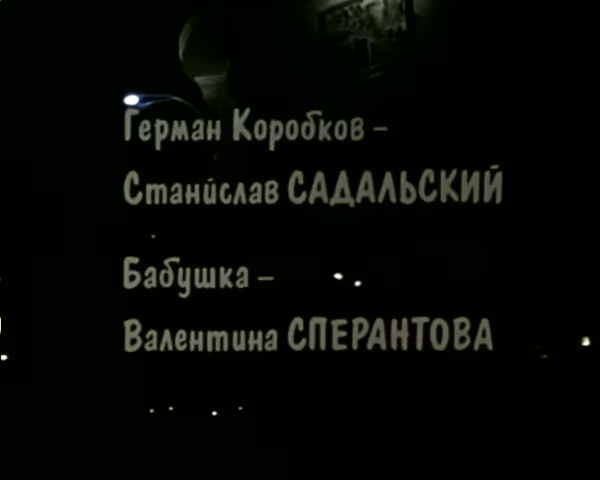 Герман Коробков –
Станислав САДАЛЬСКИЙ
Бабушка –
Валентина СПЕРАНТОВА